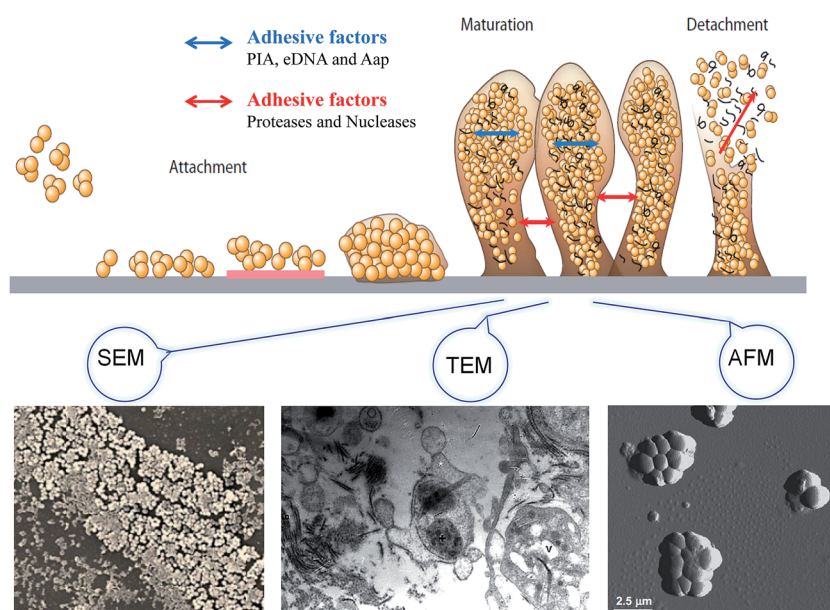 Adhesive factors
PIA, eDNA and Aap
Adhesive factors
Proteases and Nucleases
Attachment
Maturation
Detachment
SEM
TEM
AFM
+
V
2.5 μm